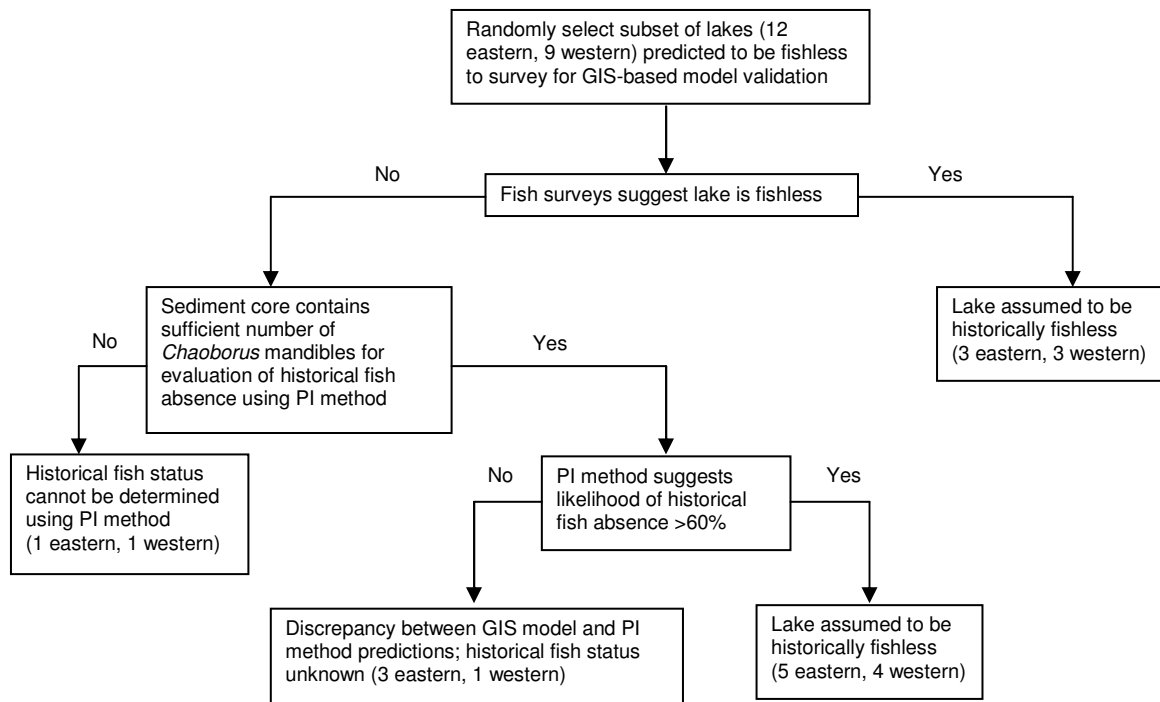 Randomly select subset of lakes (12
eastern, 9 western) predicted to be fishless
to survey for GIS-based model validation
No
Yes
Fish surveys suggest lake is fishless
Sediment core contains
sufficient number of
Chaoborus mandibles for
evaluation of historical fish
absence using PI method
Lake assumed to be
historically fishless
(3 eastern, 3 western)
No
Yes
Historical fish status
cannot be determined
using PI method
(1 eastern, 1 western)
No
PI method suggests
likelihood of historical
fish absence >60%
Yes
Discrepancy between GIS model and PI
method predictions; historical fish status
unknown (3 eastern, 1 western)
Lake assumed to be
historically fishless
(5 eastern, 4 western)